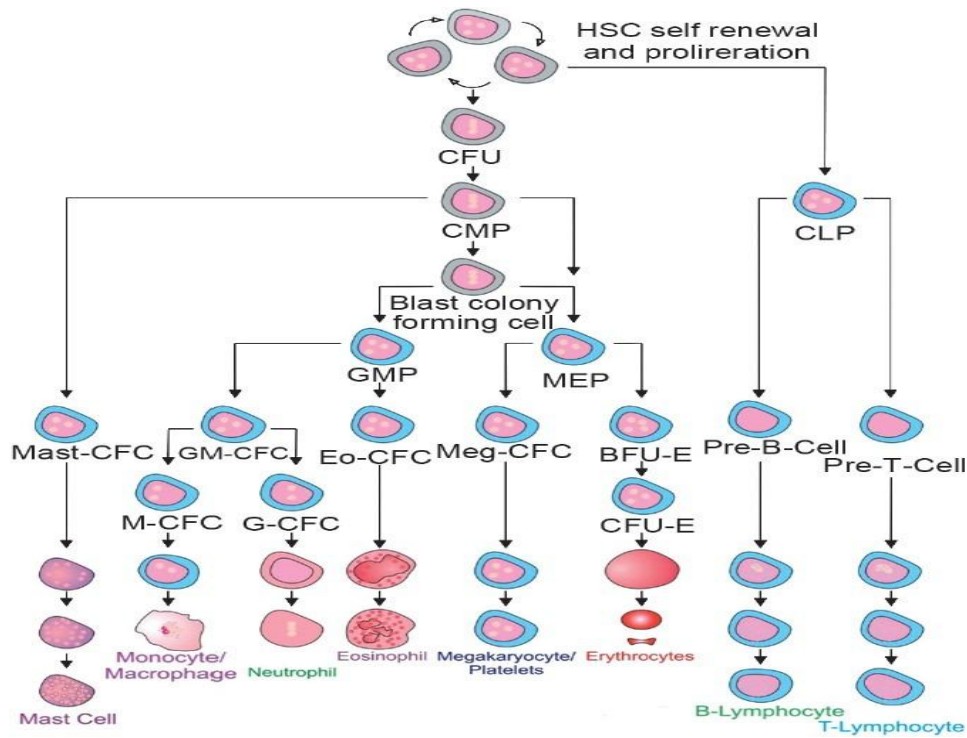 HSC self renewal
and prolireration
CFU
CMP
CLP
Blast colony
forming cell
GMP
MEP
Mast-CFC
GM-CFC
Eo-CFC
Meg-CFC
BFU-E
Pre-B-Cell
Pre-T-Cell
M-CFC
G-CFC
CFU-E
Monocyte/
Macrophage
Neutrophil
Eosinophil
Megakaryocyte/
Platelets
Erythrocytes
Mast Cell
B-Lymphocyte
T-Lymphocyte